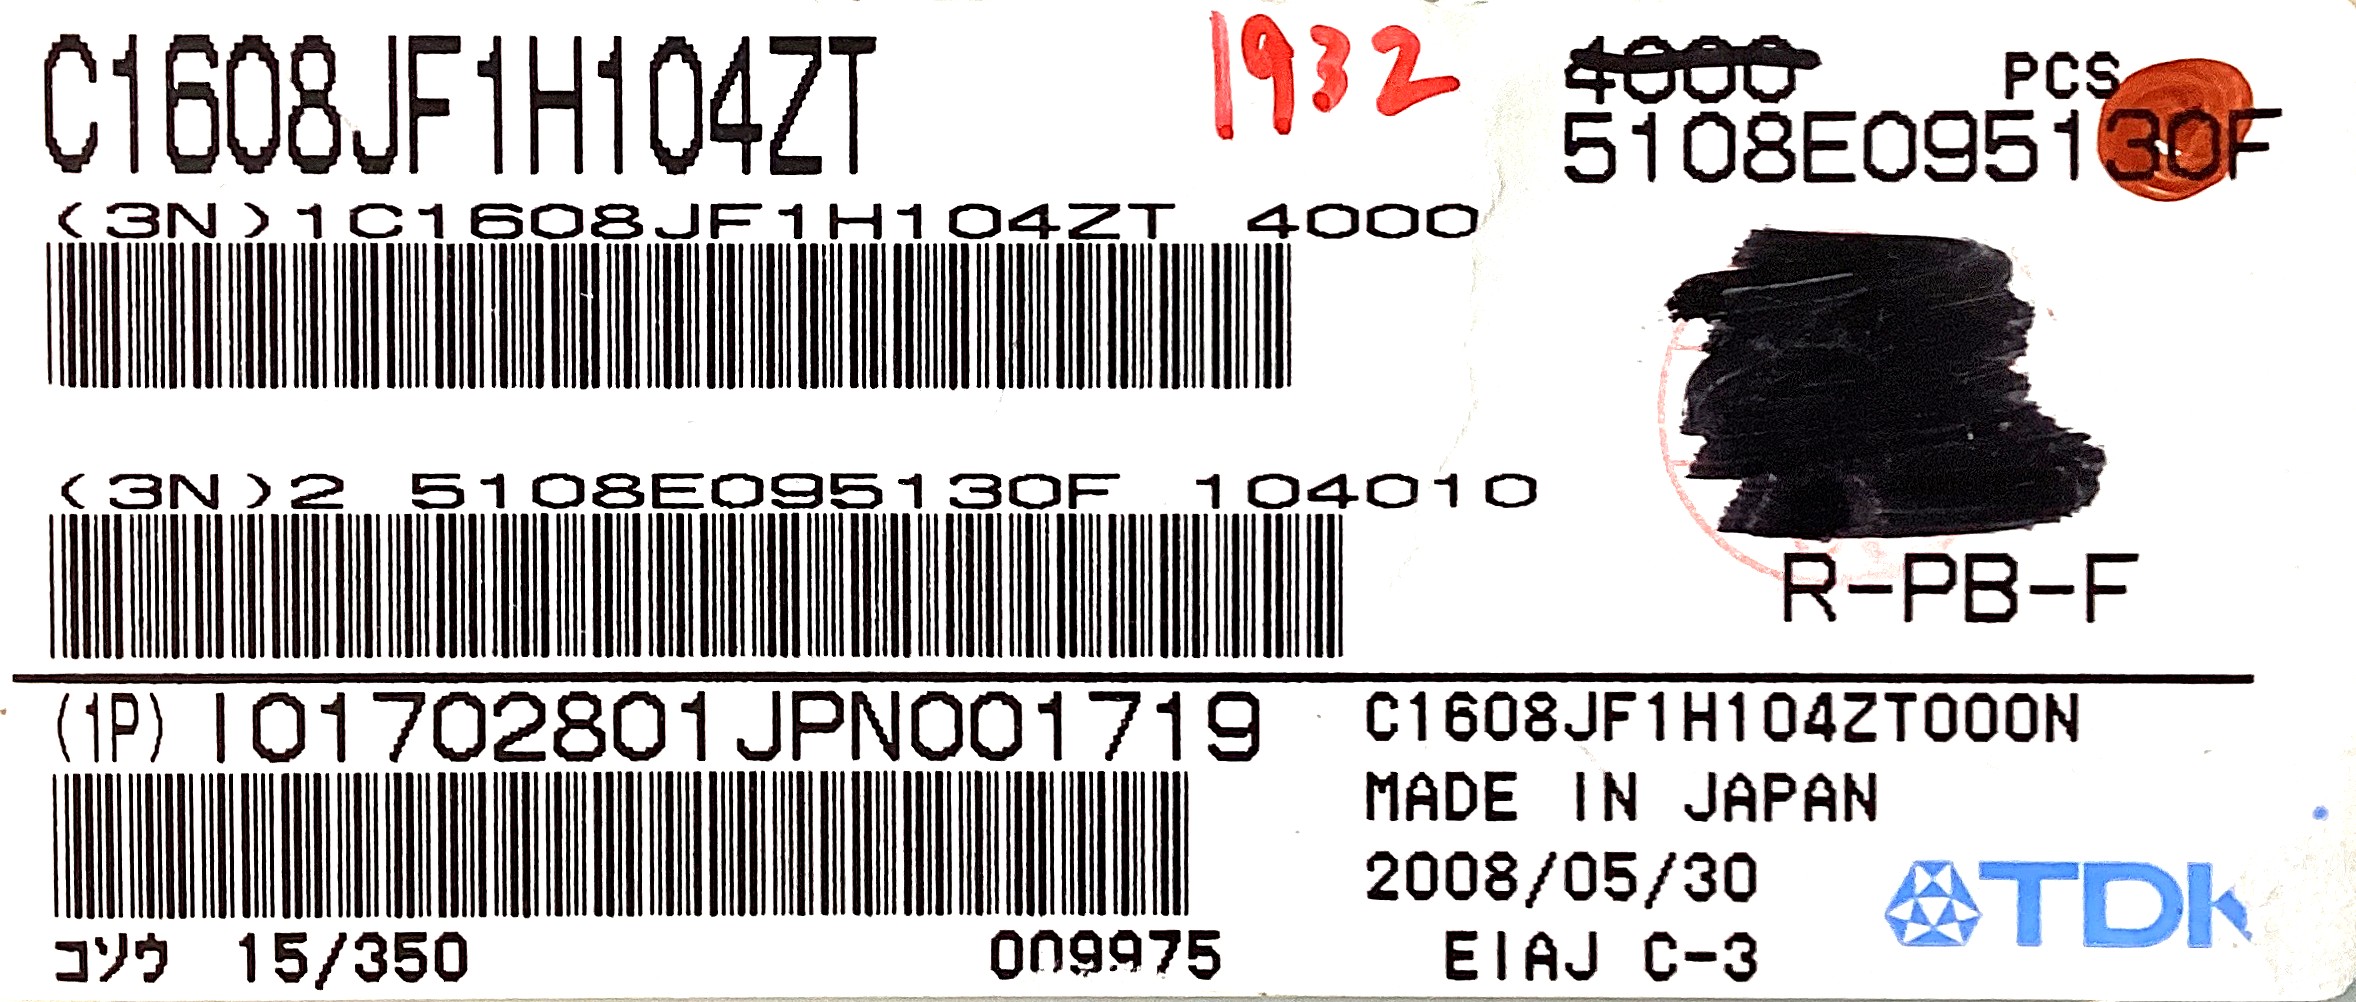 C1608JF1H104ZT
1932
4000 PCS
5108E095130F
(3N)1C1608JF1H104ZT 4000
(3N)2 5108E095130F 104010
R-PB-F
(1P) I01702801JPN001719
C1608JF1H104ZT000N
MADE IN JAPAN
2008/05/30
コソウ 15/350
009975
EIAJ C-3
TDK